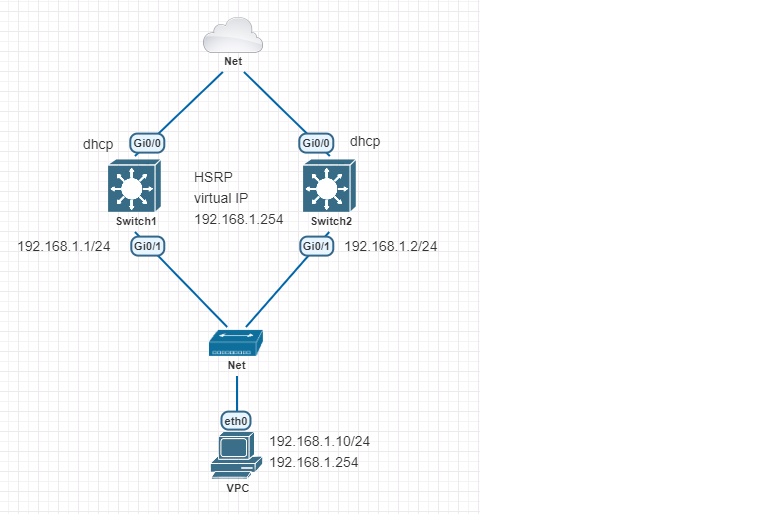 Net
dhcp
Gi0/0
Gi0/0
dhcp
HSRP
virtual IP
192.168.1.254
Switch1
Switch2
192.168.1.1/24
Gi0/1
Gi0/1
192.168.1.2/24
Net
eth0
192.168.1.10/24
192.168.1.254
VPC